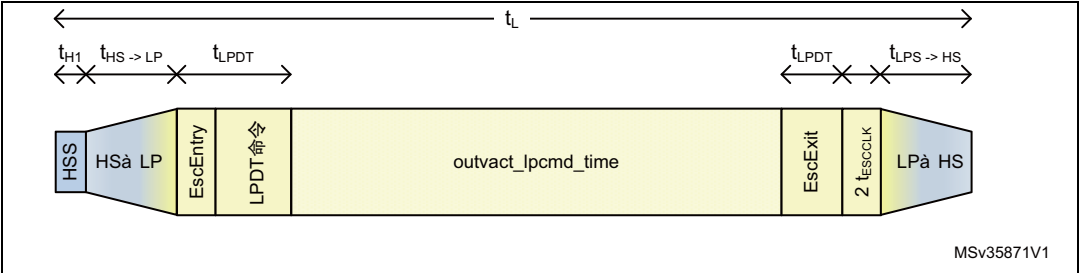 tL
tH1 tHS -> LP tLPDT tLPDT tLPS -> HS
HSS HSà LP EscEntry LPDT命令 outvact_lpcmd_time EscExit 2 tESCCLK LPà HS
MSv35871V1